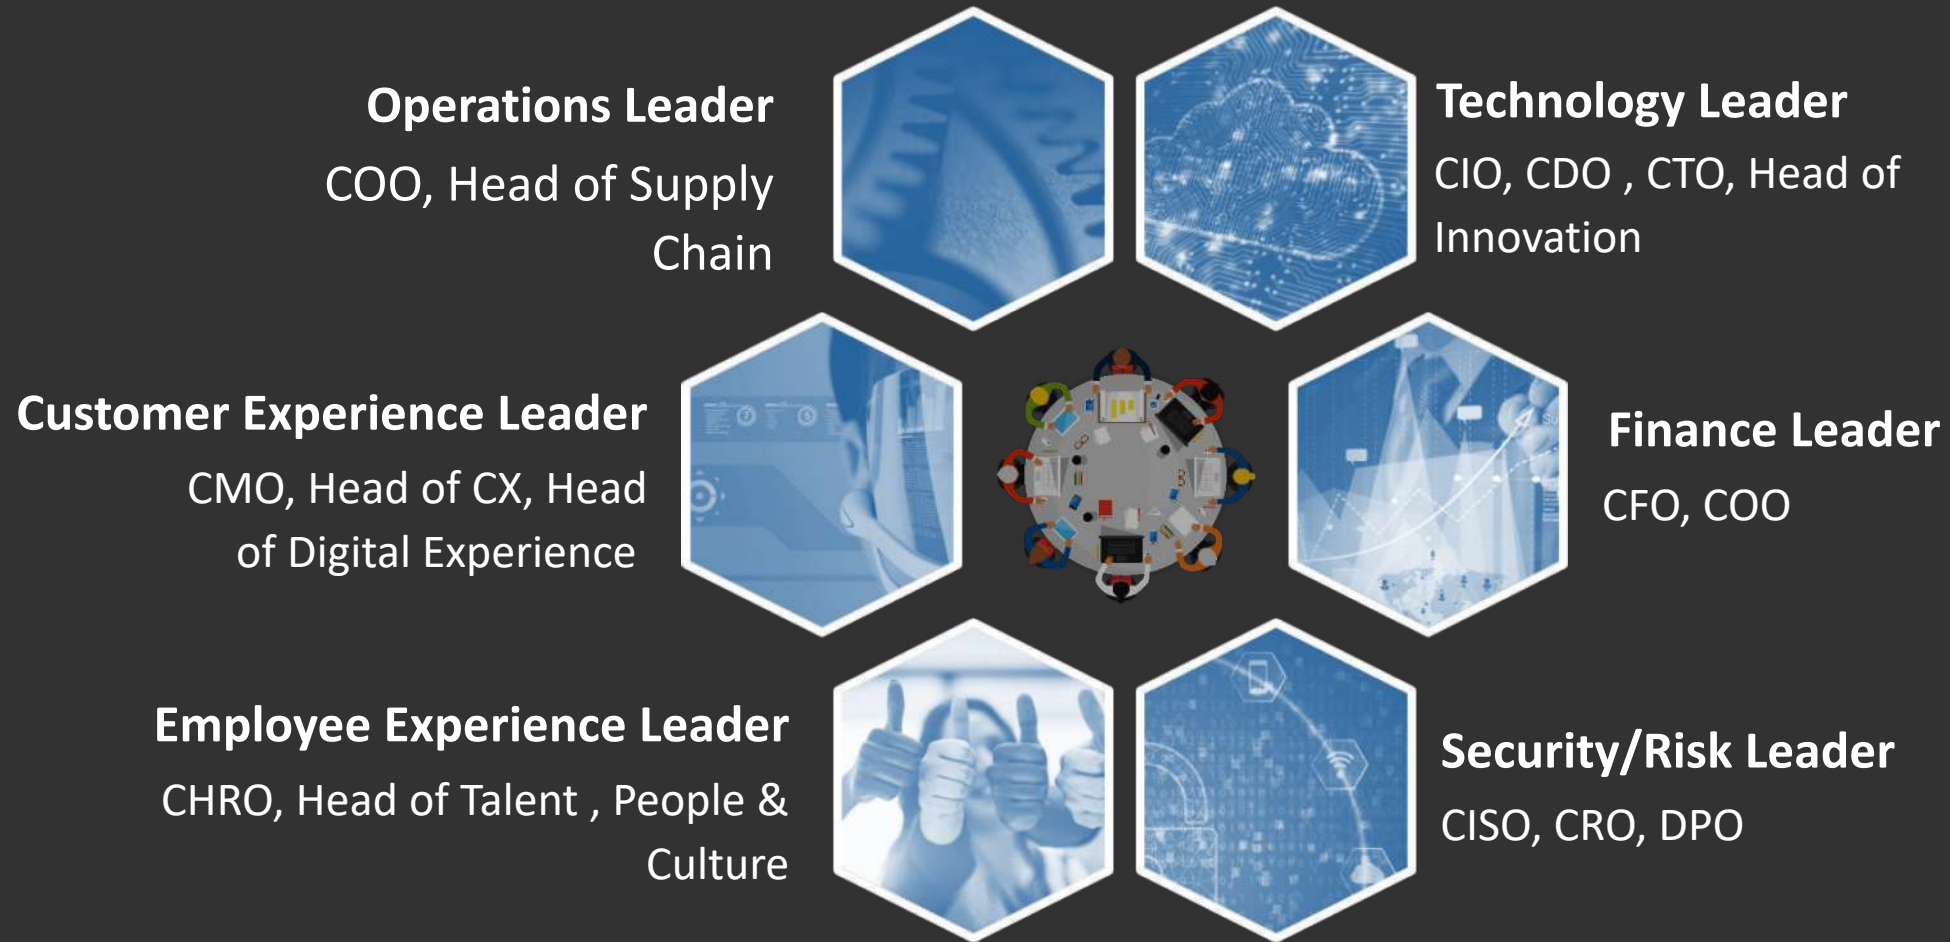 Operations Leader
COO, Head of Supply
Chain
Technology Leader
CIO, CDO , CTO, Head of
Innovation
Customer Experience Leader
CMO, Head of CX, Head
of Digital Experience
Finance Leader
CFO, COO
Employee Experience Leader
CHRO, Head of Talent , People &
Culture
Security/Risk Leader
CISO, CRO, DPO